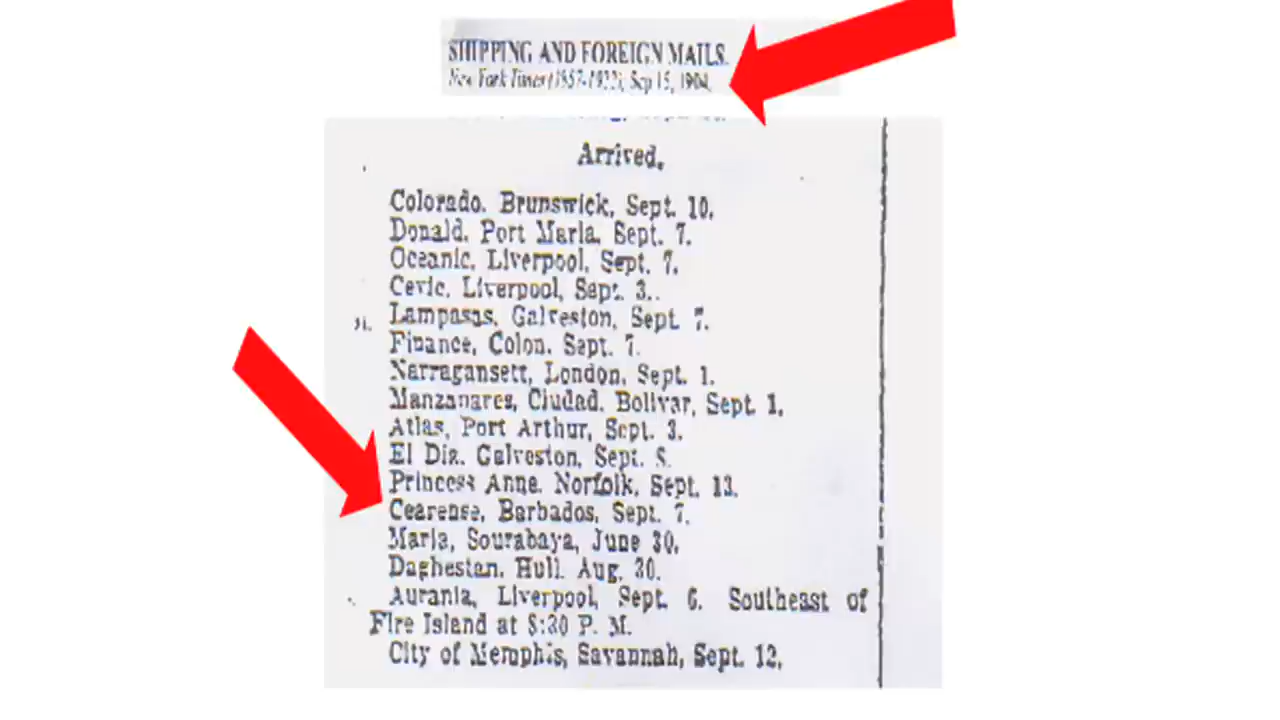 SHIPPING AND FOREIGN MAILS.
New York Times (1857-1922); Sep 15, 1904;
Arrived.
Colorado. Brunswick, Sept. 10.
Donald. Port Maria. Sept. 7.
Oceanic. Liverpool, Sept. 7.
Cevic. Liverpool, Sept. 3..
Lampasas, Galveston, Sept 7.
Finance, Colon. Sept. 7.
Narragansett, London, Sept. 1.
Manzanares, Ciudad. Bolivar, Sept 1.
Atlas, Port Arthur, Sept. 3.
El Dia. Galveston, Sept.
Princess Anne. Norfolk, Sept. 13.
Cearense, Barbados, Sept. 7.
Maria, Sourabaya, June 30.
Daghestan. Hull. Aug. 30.
Aurania, Liverpool, Sept. 6. Southeast of
Fire Island at 8:30 P. M.
City of Memphis, Savannah, Sept. 12.